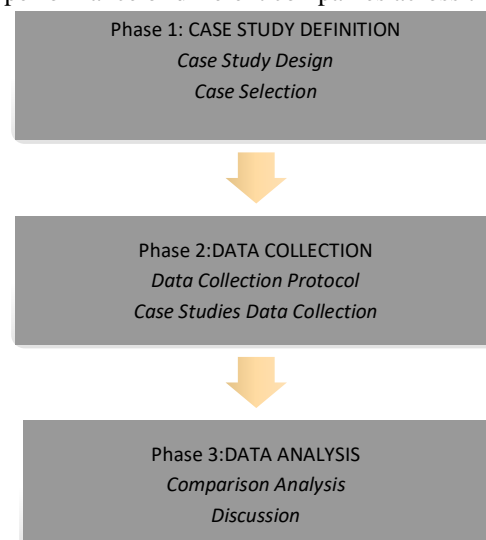 Phase 1: CASE STUDY DEFINITION
Case Study Design
Case Selection
Phase 2:DATA COLLECTION
Data Collection Protocol
Case Studies Data Collection
Phase 3:DATA ANALYSIS
Comparison Analysis
Discussion